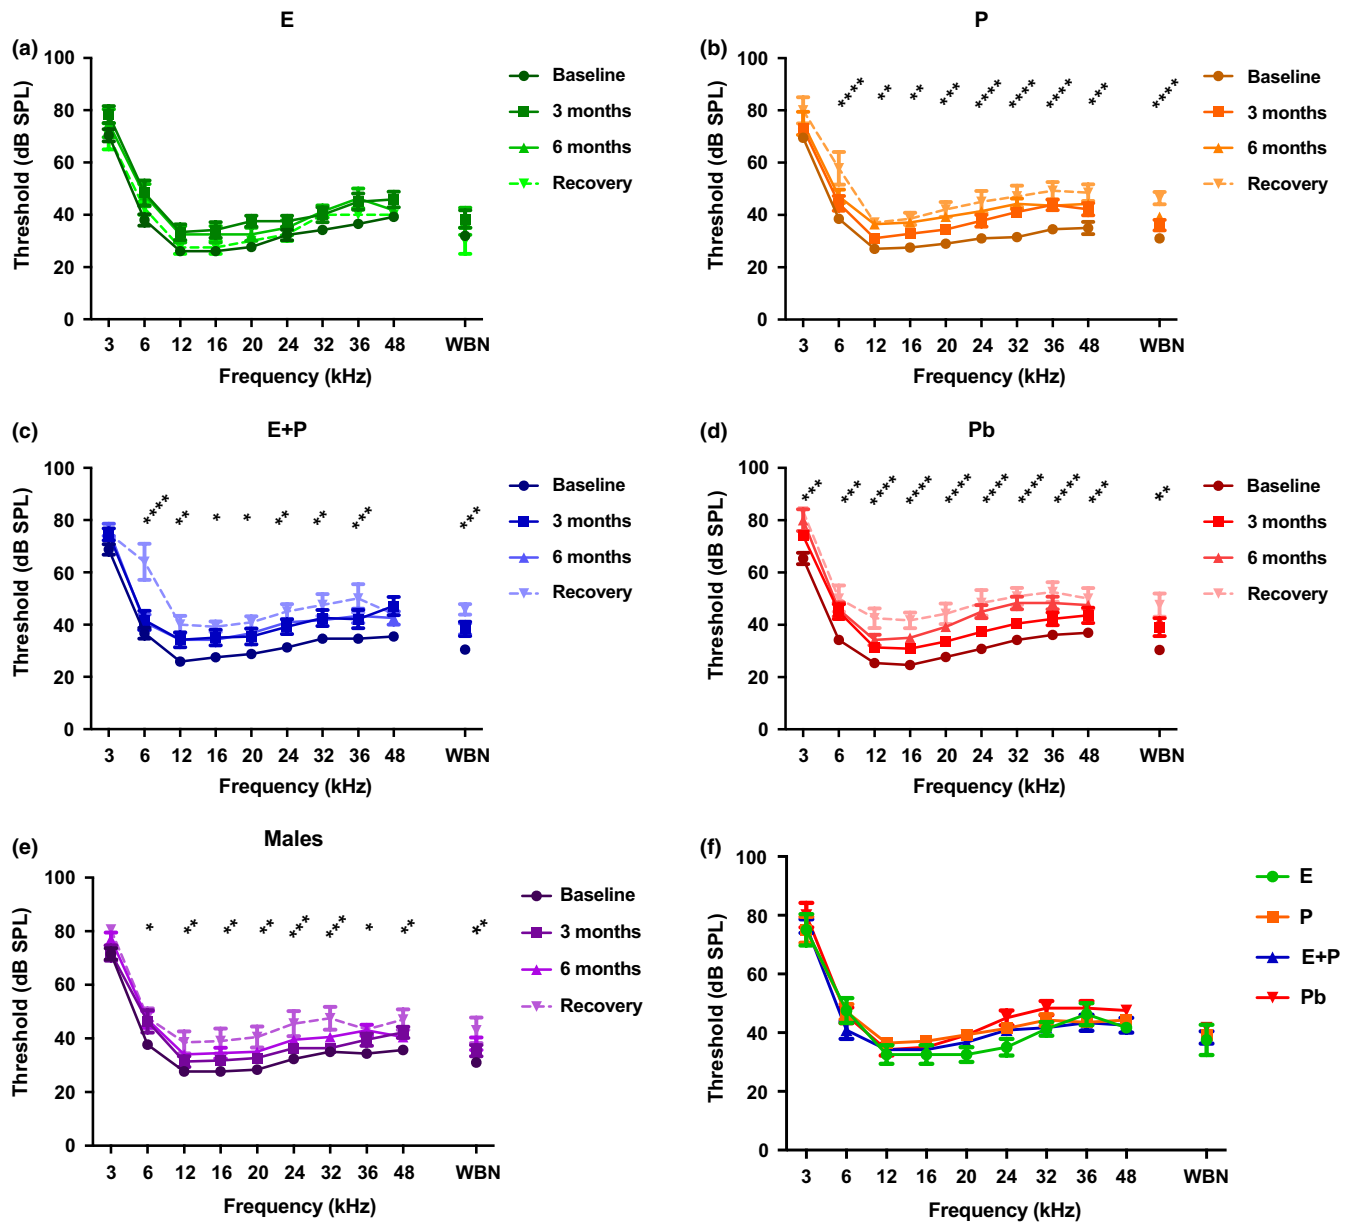 E
(a)
100
80
60
40
20
0
Threshold (dB SPL)
3 6 12 16 20 24 32 36 48 WBN
Frequency (kHz)
Baseline
3 months
6 months
Recovery
P
(b)
100
80
60
40
20
0
Threshold (dB SPL)
**** ** ** *** **** **** **** *** ****
3 6 12 16 20 24 32 36 48 WBN
Frequency (kHz)
Baseline
3 months
6 months
Recovery
E+P
(c)
100
80
60
40
20
0
Threshold (dB SPL)
**** ** * * ** ** *** ***
3 6 12 16 20 24 32 36 48 WBN
Frequency (kHz)
Baseline
3 months
6 months
Recovery
Pb
(d)
100
80
60
40
20
0
Threshold (dB SPL)
*** *** **** **** **** **** **** **** *** **
3 6 12 16 20 24 32 36 48 WBN
Frequency (kHz)
Baseline
3 months
6 months
Recovery
Males
(e)
100
80
60
40
20
0
Threshold (dB SPL)
* ** ** ** *** *** * ** **
3 6 12 16 20 24 32 36 48 WBN
Frequency (kHz)
Baseline
3 months
6 months
Recovery
(f)
100
80
60
40
20
0
Threshold (dB SPL)
3 6 12 16 20 24 32 36 48 WBN
Frequency (kHz)
E
P
E+P
Pb